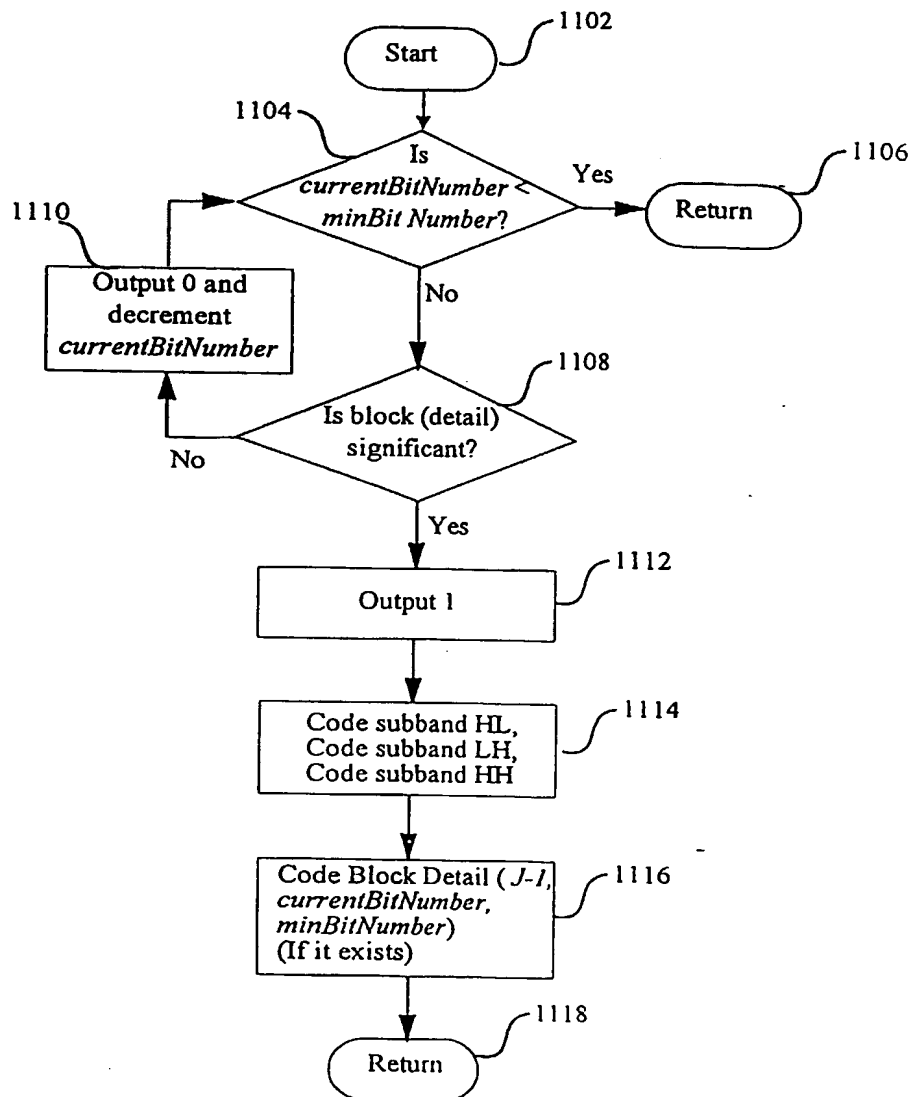 1102
Start
1104
Is
currentBitNumber <
minBit Number?
Yes
1106
Return
1110
Output 0 and
decrement
currentBitNumber
No
1108
Is block (detail)
significant?
No
Yes
1112
Output 1
1114
Code subband HL,
Code subband LH,
Code subband HH
1116
Code Block Detail ( J-1,
currentBitNumber,
minBitNumber)
(If it exists)
1118
Return